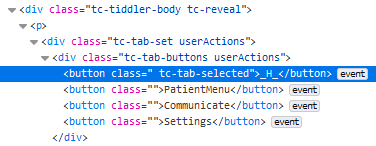 <div class="tc-tiddler-body tc-reveal">
<p>
<div class="tc-tab-set userActions">
<div class="tc-tab-buttons userActions">
<button class=" tc-tab-selected">_H_</button> event
<button class="">PatientMenu</button> event
<button class="">Communicate</button> event
<button class="">Settings</button> event
</div>